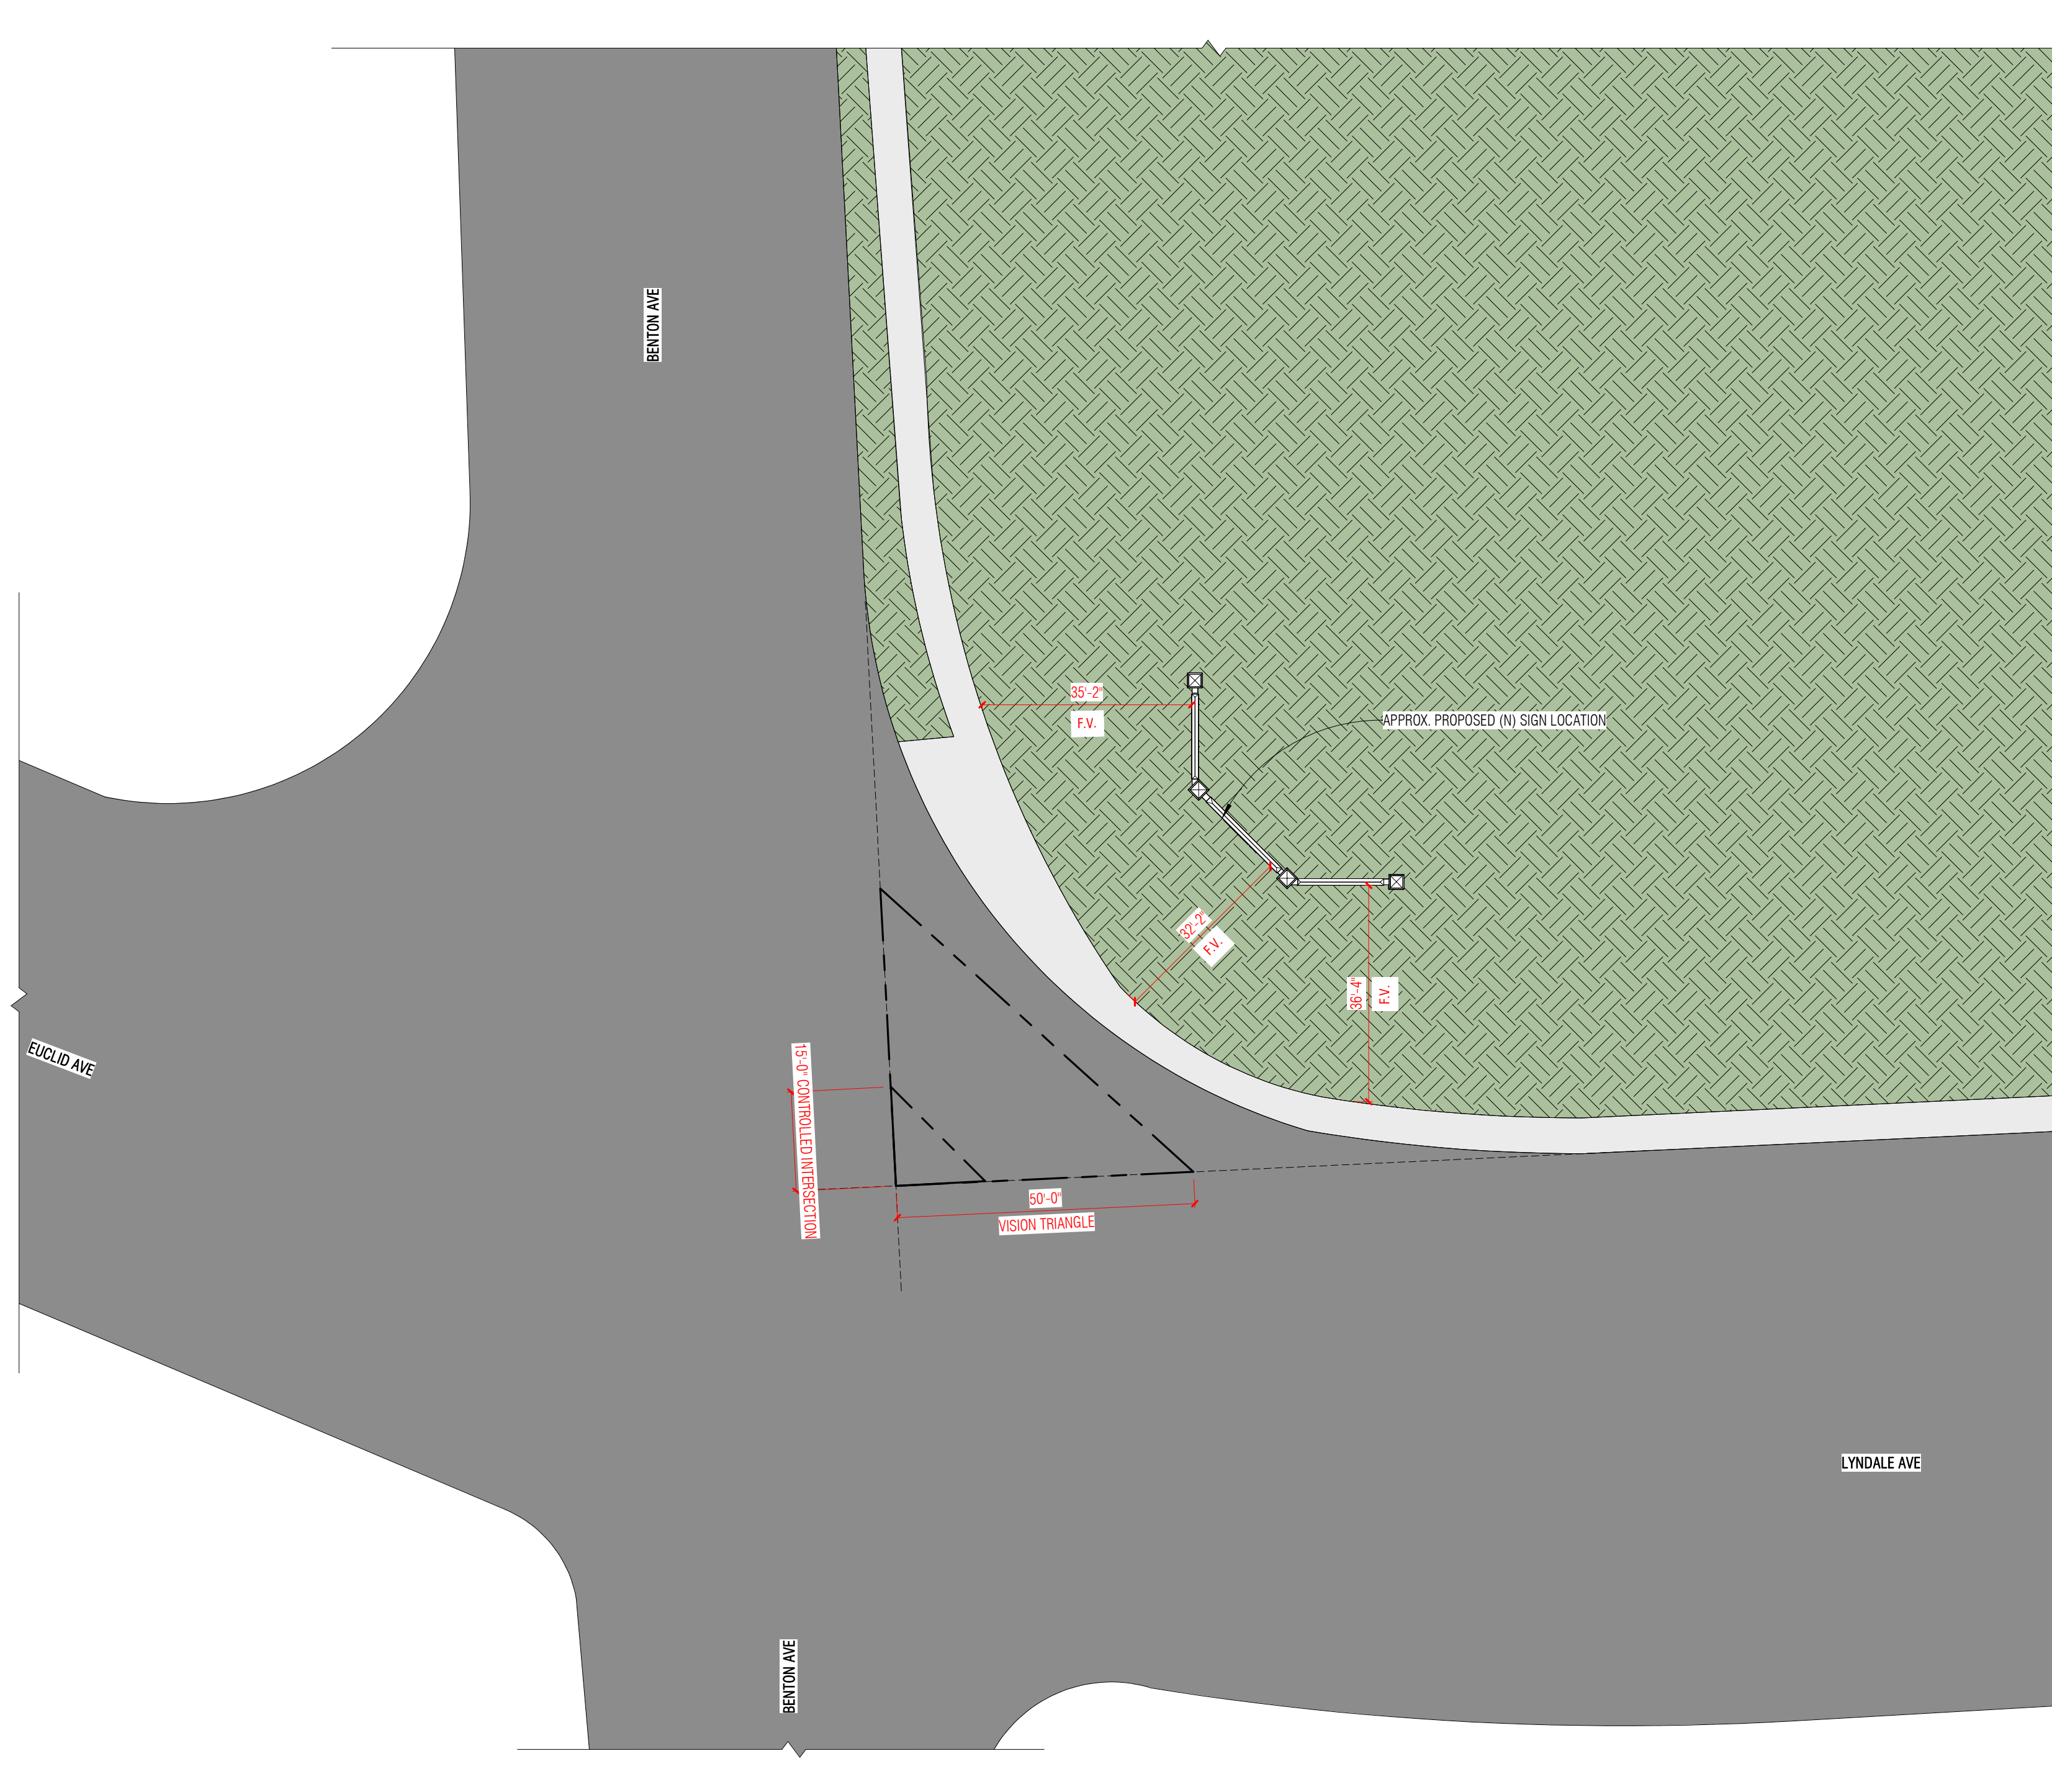 BENTON AVE
35'-2"
F.V.
APPROX. PROPOSED (N) SIGN LOCATION
32'-2"
F.V.
36'-4"
F.V.
EUCLID AVE
15'-0" CONTROLLED INTERSECTION
50'-0"
VISION TRIANGLE
LYNDALE AVE
BENTON AVE